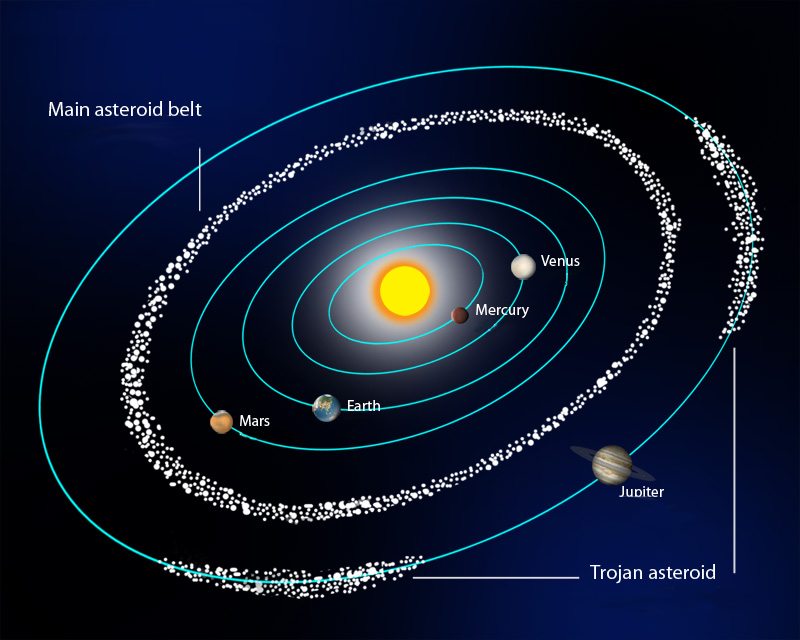 Main asteroid belt
Venus
Mercury
Earth
Mars
Jupiter
Trojan asteroid